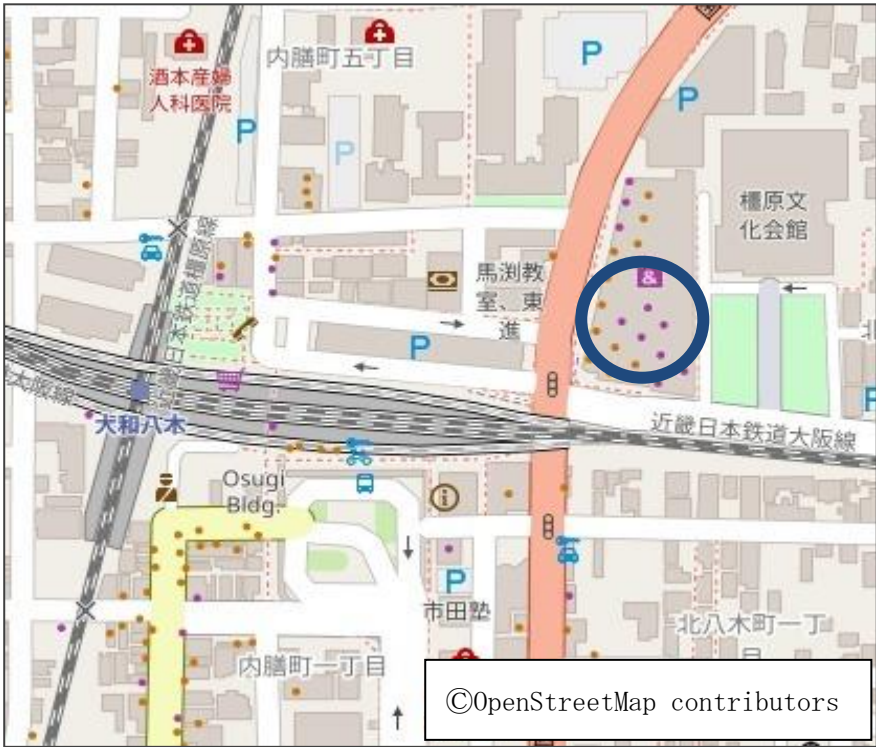 内膳町五丁目
酒本産婦
人科医院
P
P
P
P
近畿日本鉄道橿原線
橿原文
化会館
&
馬渕教
室、東
進
P
北
P
大阪線
大和八木
近畿日本鉄道大阪線
Osugi
Bldg.
P
市田塾
北八木町一丁
目
内膳町一丁目
©OpenStreetMap contributors